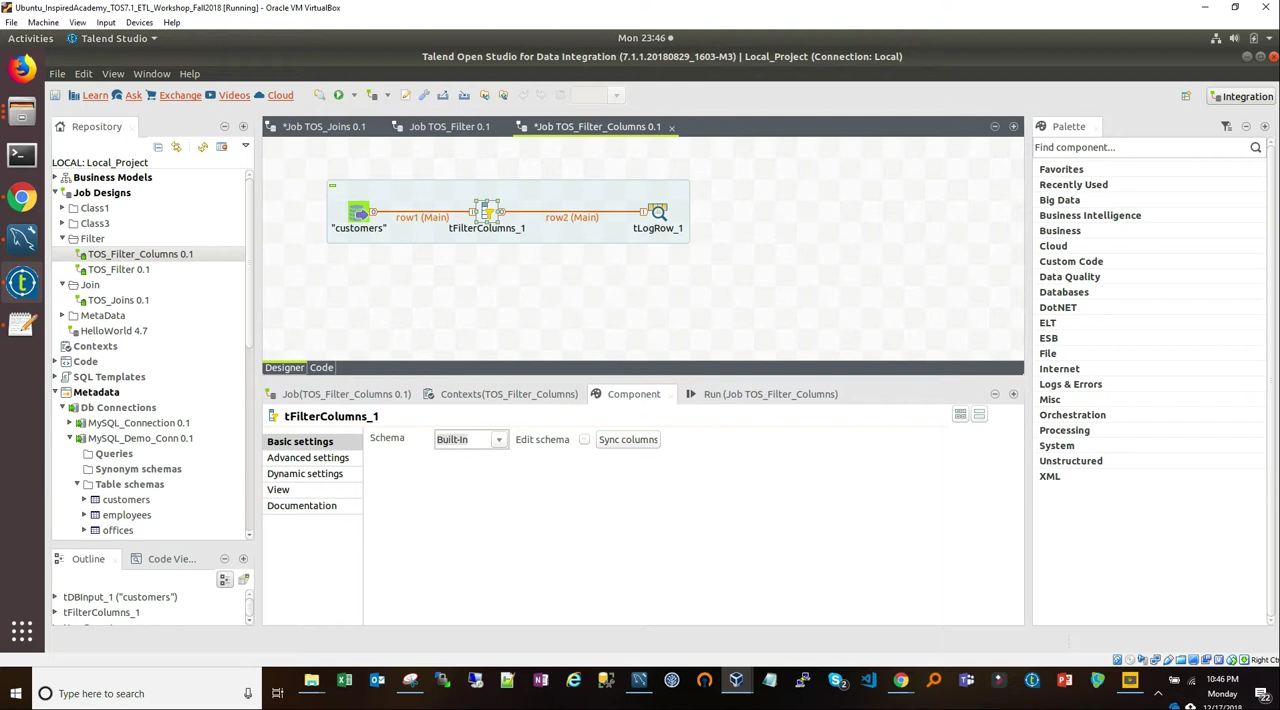 Ubuntu_InspiredAcademy_TOS7.1_ETL_Workshop_Fall2018 [Running] - Oracle VM VirtualBox
File Machine View Input Devices Help
Activities Talend Studio Mon 23:46
Talend Open Studio for Data Integration (7.1.1.20180829_1603-M3) | Local_Project (Connection: Local)
File Edit View Window Help
Learn Ask Exchange Videos Cloud Integration
Repository
*Job TOS_Joins 0.1 Job TOS_Filter 0.1 *Job TOS_Filter_Columns 0.1
Palette
Find component...
LOCAL: Local_Project
Business Models
Job Designs
Class1
Class3
Filter
TOS_Filter_Columns 0.1
TOS_Filter 0.1
Join
TOS_Joins 0.1
MetaData
HelloWorld 4.7
Contexts
Code
SQL Templates
Metadata
Db Connections
MySQL_Connection 0.1
MySQL_Demo_Conn 0.1
Queries
Synonym schemas
Table schemas
customers
employees
offices
row1 (Main) row2 (Main)
"customers" tFilterColumns_1 tLogRow_1
Designer Code
Favorites
Recently Used
Big Data
Business Intelligence
Business
Cloud
Custom Code
Data Quality
Databases
DotNET
ELT
ESB
File
Internet
Logs & Errors
Misc
Orchestration
Processing
System
Unstructured
XML
Job(TOS_Filter_Columns 0.1) Contexts(TOS_Filter_Columns) Component Run (Job TOS_Filter_Columns)
tFilterColumns_1
Basic settings
Advanced settings
Dynamic settings
View
Documentation
Schema Built-In Edit schema Sync columns
Outline Code Vie...
tDBInput_1 ("customers")
tFilterColumns_1
Right Ct
Type here to search
10:46 PM
Monday
12/17/2018
22